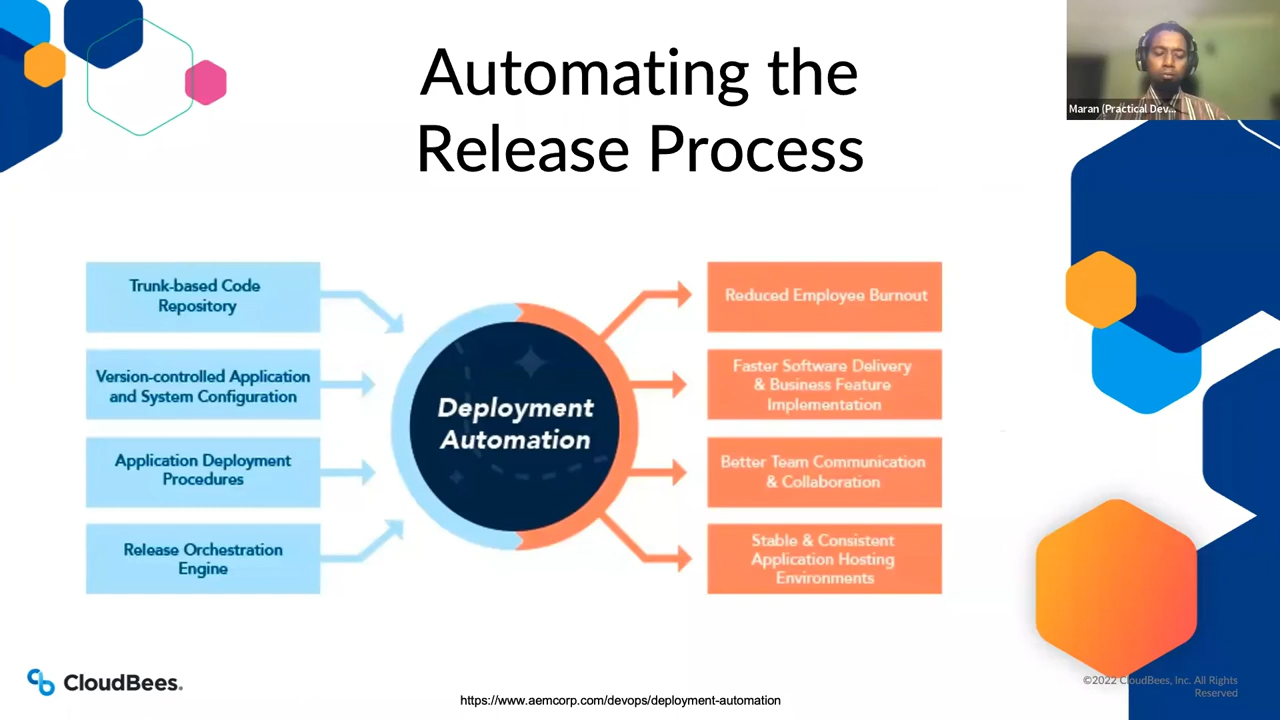 Automating the
Release Process
Maran (Practical Dev...
Trunk-based Code
Repository
Version-controlled Application
and System Configuration
Application Deployment
Procedures
Release Orchestration
Engine
Deployment
Automation
Reduced Employee Burnout
Faster Software Delivery
& Business Feature
Implementation
Better Team Communication
& Collaboration
Stable & Consistent
Application Hosting
Environments
CloudBees.
https://www.aemcorp.com/devops/deployment-automation
©2022 CloudBees, Inc. All Rights
Reserved